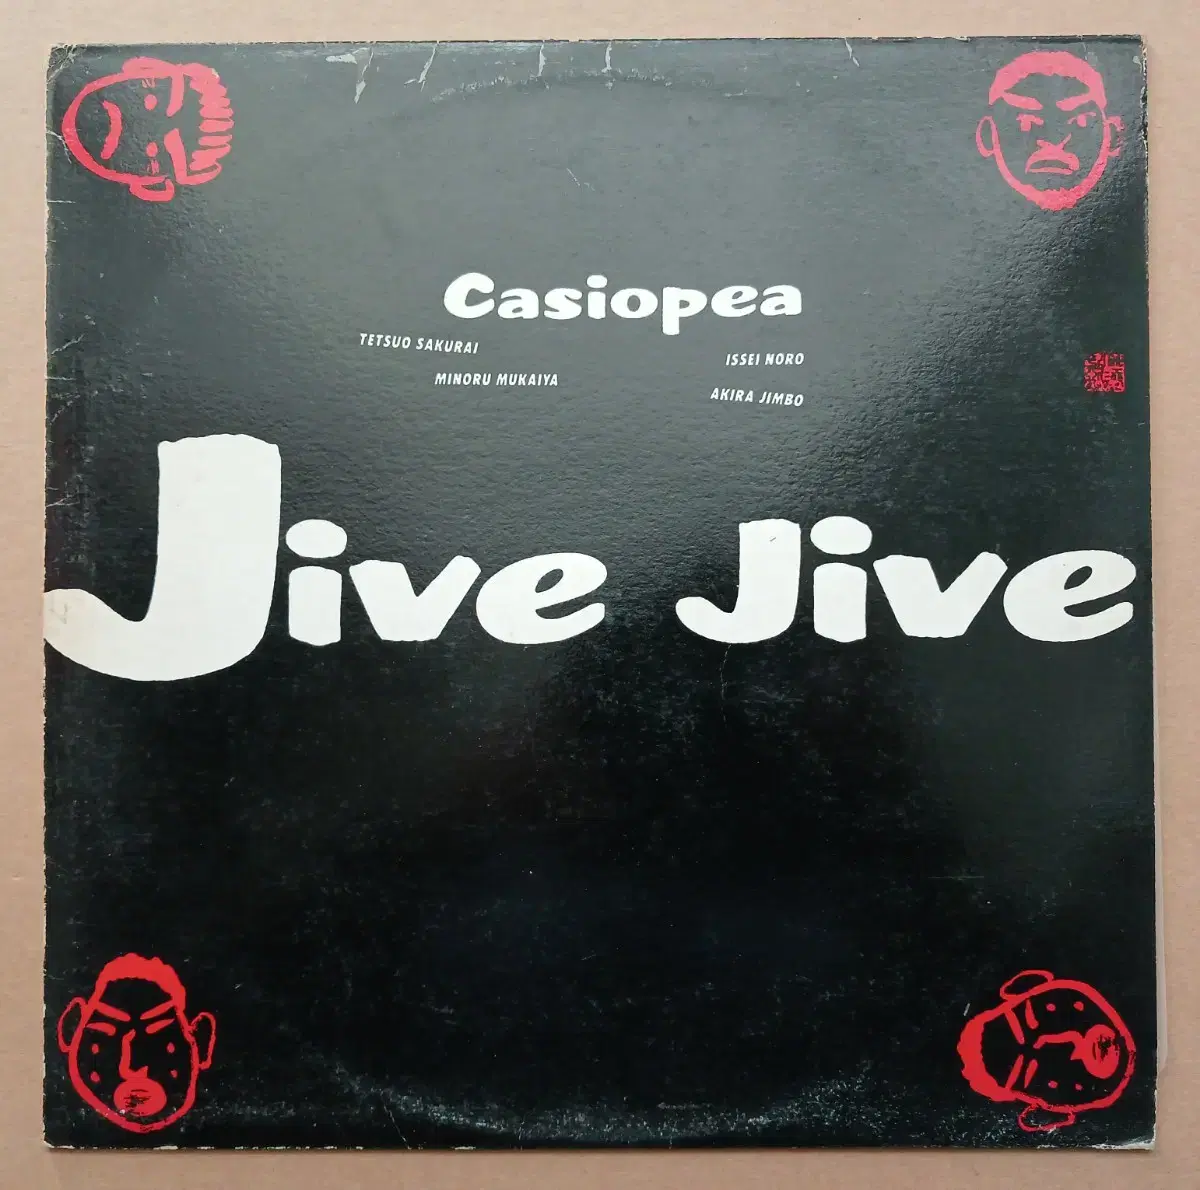 Casiopea
TETSUO SAKURAI
ISSEI NORO
MINORU MUKAIYA
AKIRA JIMBO
Jive Jive